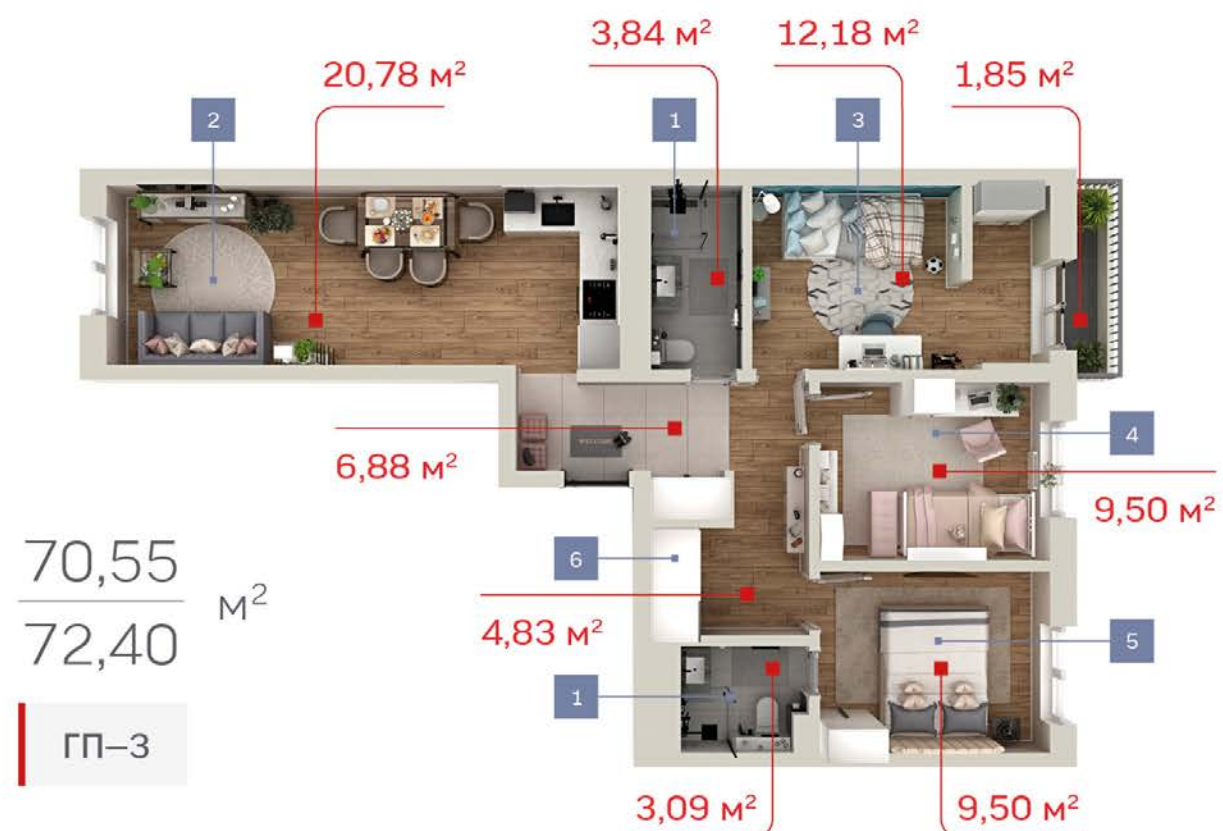 3,84 м²
12,18 м²
20,78 м²
1,85 м²
2
1
3
4
WELCOME
6,88 м²
9,50 м²
70,55
72,40
м²
6
4,83 м²
5
1
ГП–3
3,09 м²
9,50 м²